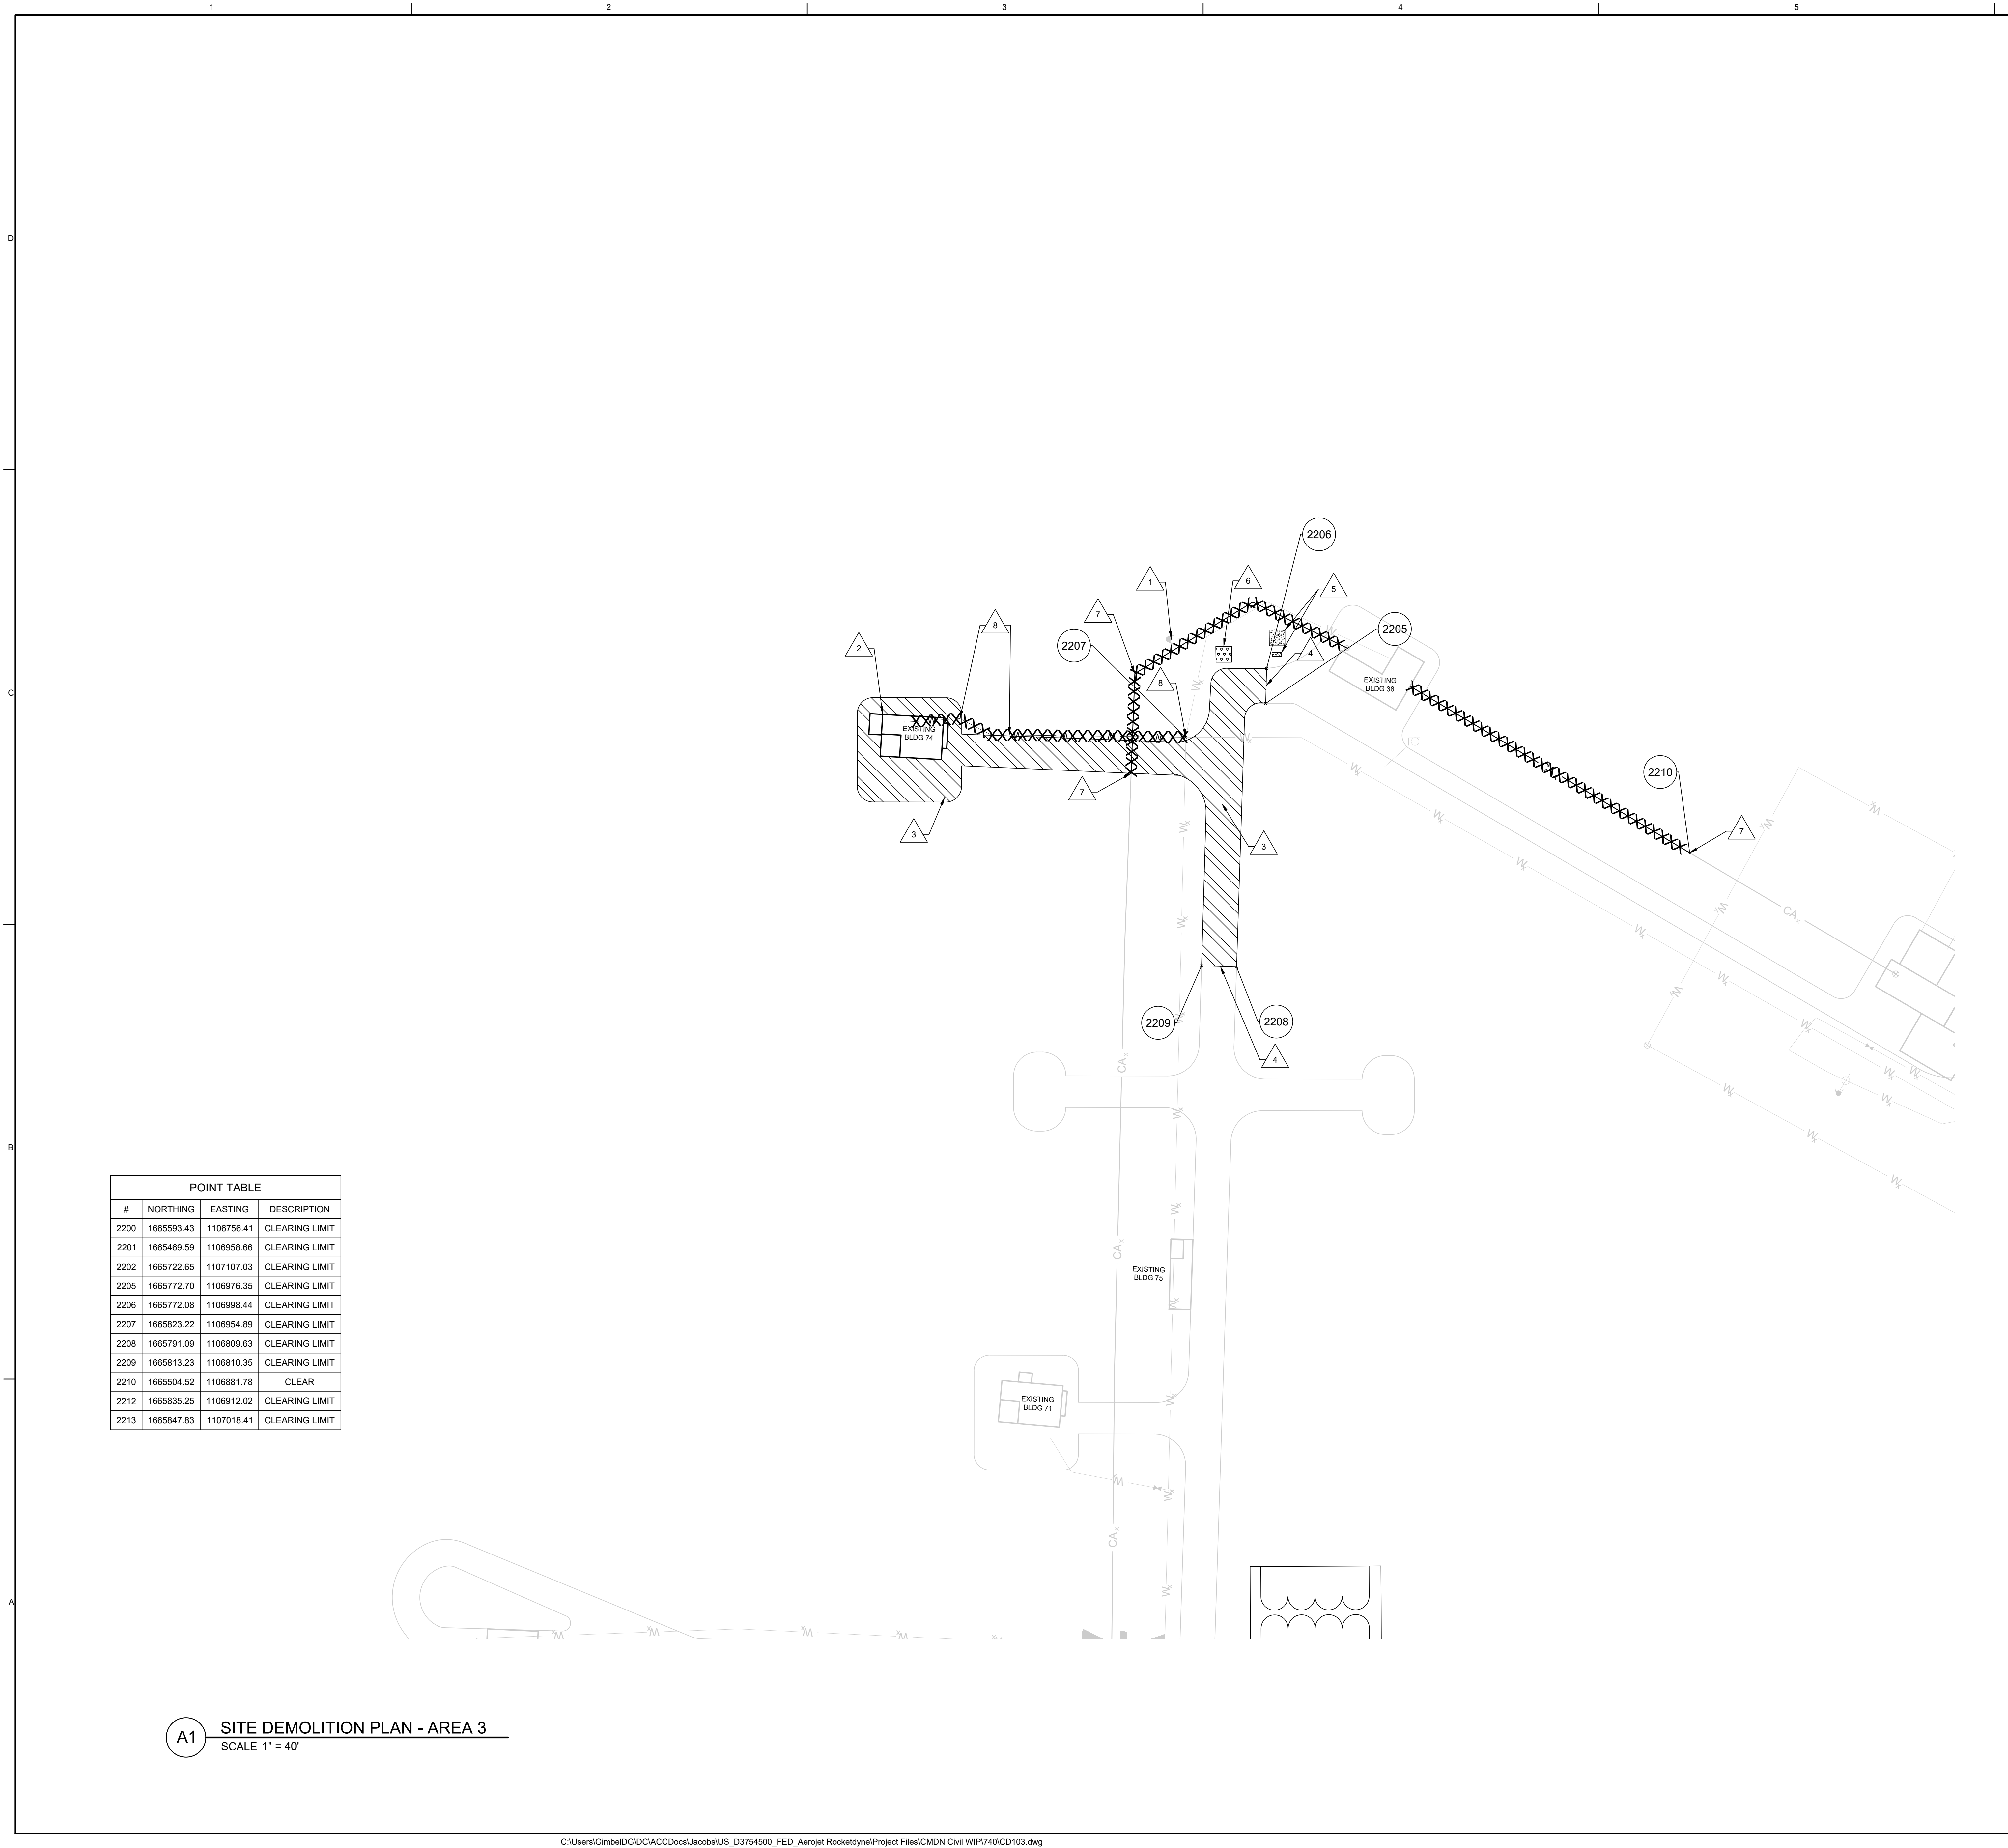 1 2 3 4 5
D
2206
1 6 5
7
2207 8 2205
2 4
8
W
X
EXISTING
BLDG 38
EXISTING
BLDG 74
2210
7
7
3 3
CA X
2209 2208
4
CA X
B
POINT TABLE
# NORTHING EASTING DESCRIPTION
2200 1665593.43 1106756.41 CLEARING LIMIT
2201 1665469.59 1106958.66 CLEARING LIMIT
2202 1665722.65 1107107.03 CLEARING LIMIT
2205 1665772.70 1106976.35 CLEARING LIMIT
2206 1665772.08 1106998.44 CLEARING LIMIT
2207 1665823.22 1106954.89 CLEARING LIMIT
2208 1665791.09 1106809.63 CLEARING LIMIT
2209 1665813.23 1106810.35 CLEARING LIMIT
2210 1665504.52 1106881.78 CLEAR
2212 1665835.25 1106912.02 CLEARING LIMIT
2213 1665847.83 1107018.41 CLEARING LIMIT
CA X
EXISTING
BLDG 75
EXISTING
BLDG 71
CA X
C
A
A1 SITE DEMOLITION PLAN - AREA 3
SCALE 1" = 40'
C:\Users\GimbelDG\DC\ACCDocs\Jacobs\US_D3754500_FED_Aerojet Rocketdyne\Project Files\CMDN Civil WIP\740\CD103.dwg